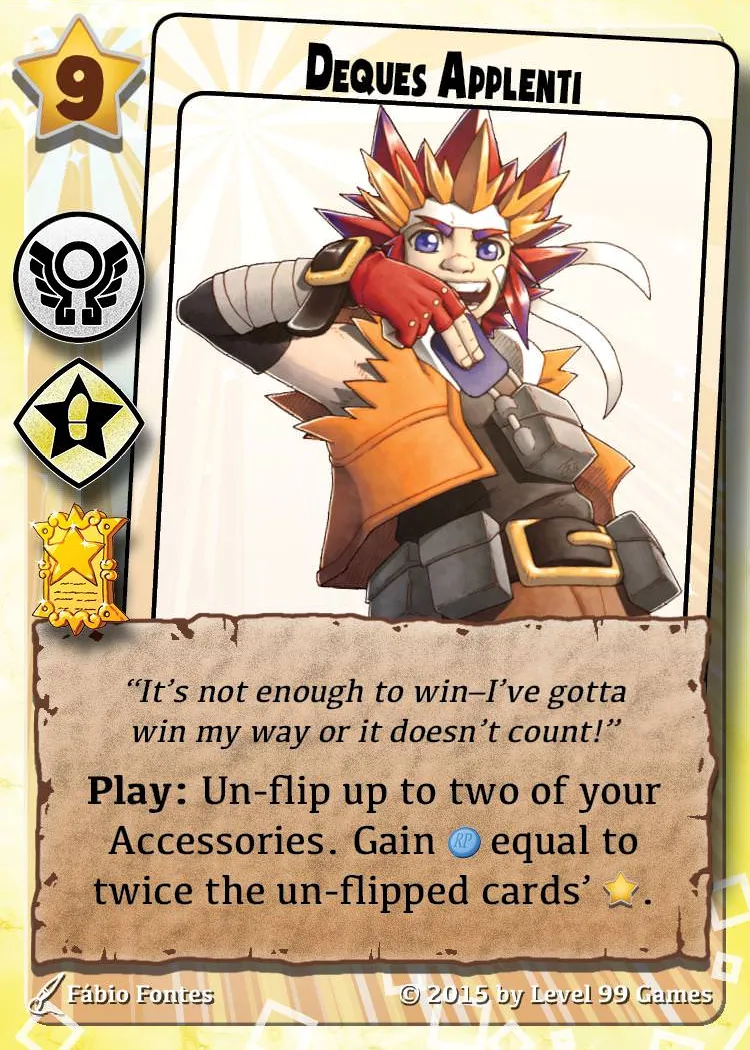 9
DEQUES APPLENTI
“It’s not enough to win–I’ve gotta
win my way or it doesn’t count!”
Play: Un-flip up to two of your
Accessories. Gain RP equal to
twice the un-flipped cards’ .
Fábio Fontes
© 2015 by Level 99 Games